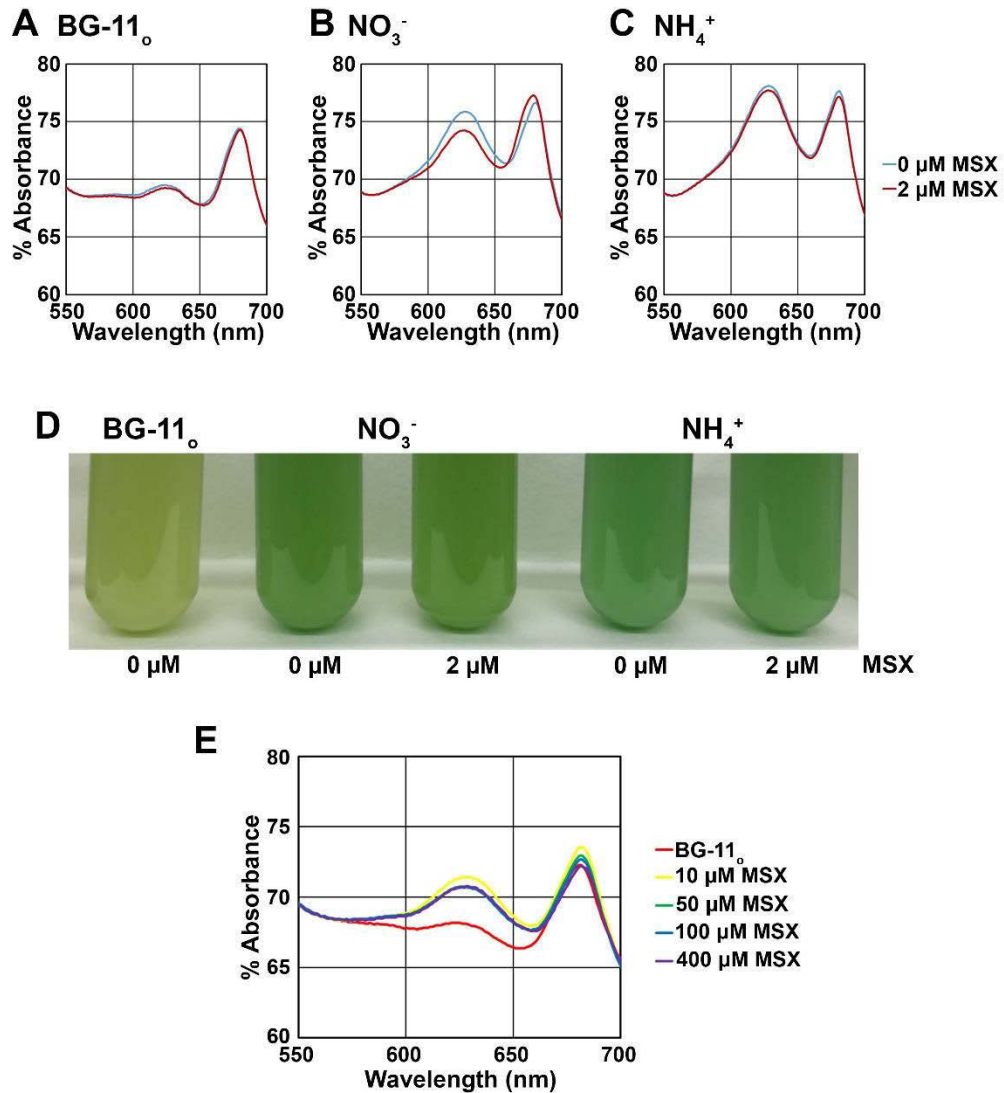 A BG-11o
B NO3-
C NH4+
80
75
70
65
60
% Absorbance
550 600 650 700
Wavelength (nm)
80
75
70
65
60
% Absorbance
550 600 650 700
Wavelength (nm)
80
75
70
65
60
% Absorbance
550 600 650 700
Wavelength (nm)
0 µM MSX
2 µM MSX
D BG-11o NO3- NH4+
0 µM 0 µM 2 µM 0 µM 2 µM MSX
E
80
75
70
65
60
% Absorbance
550 600 650 700
Wavelength (nm)
BG-11o
10 µM MSX
50 µM MSX
100 µM MSX
400 µM MSX